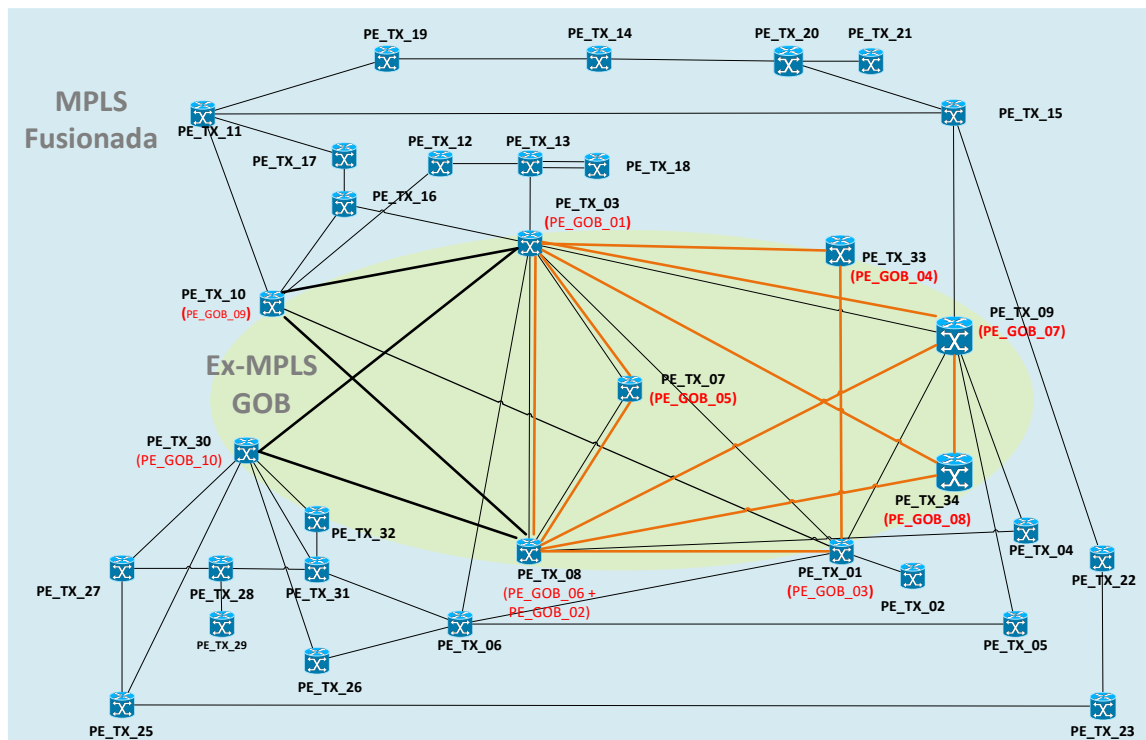 PE_TX_19
PE_TX_14
PE_TX_20
PE_TX_21
MPLS
Fusionada
PE_TX_11
PE_TX_15
PE_TX_17
PE_TX_12
PE_TX_13
PE_TX_18
PE_TX_16
PE_TX_03
(PE_GOB_01)
PE_TX_33
(PE_GOB_04)
PE_TX_10
(PE_GOB_09)
PE_TX_09
(PE_GOB_07)
Ex-MPLS
GOB
PE_TX_07
(PE_GOB_05)
PE_TX_30
(PE_GOB_10)
PE_TX_34
(PE_GOB_08)
PE_TX_32
PE_TX_04
PE_TX_22
PE_TX_27
PE_TX_28
PE_TX_31
PE_TX_08
(PE_GOB_06 +
PE_GOB_02)
PE_TX_01
(PE_GOB_03)
PE_TX_02
PE_TX_29
PE_TX_06
PE_TX_05
PE_TX_26
PE_TX_25
PE_TX_23